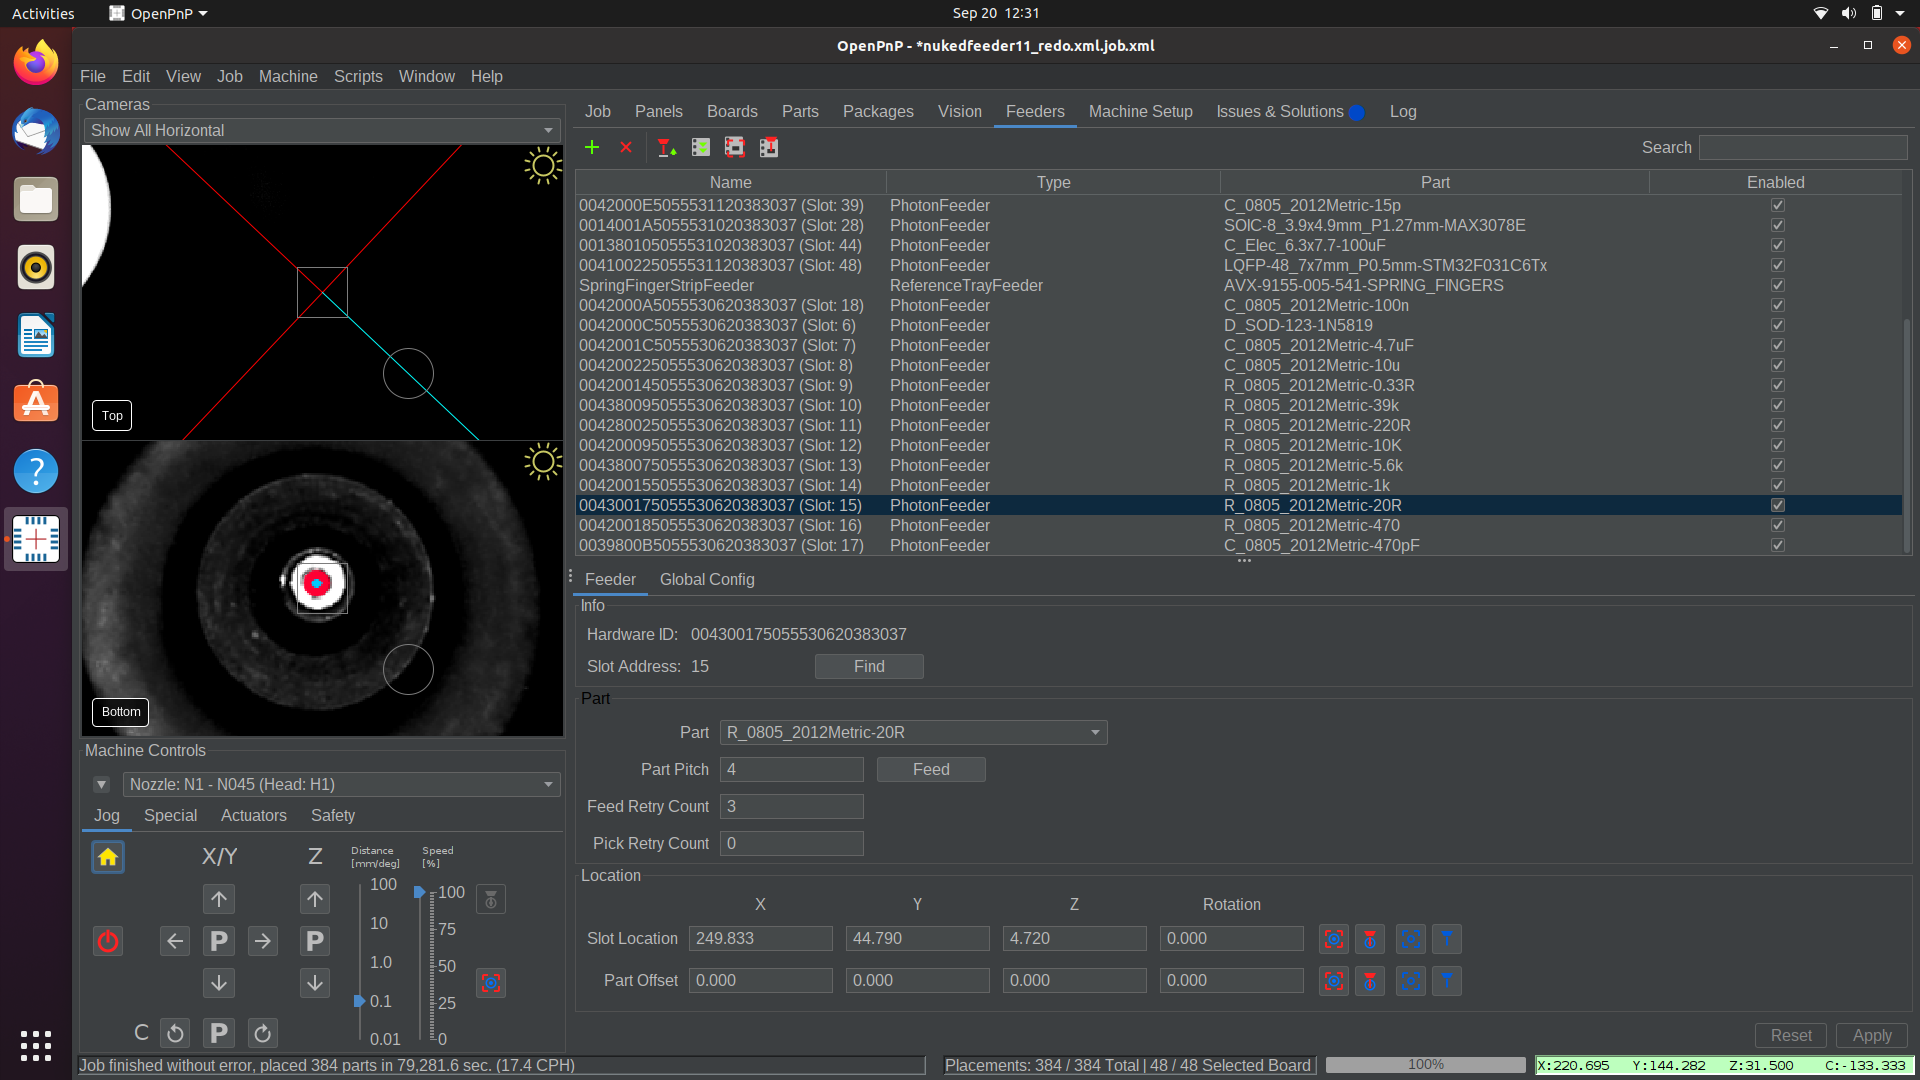 Activities OpenPnP Sep 20 12:31
OpenPnP - *nukedfeeder11_redo.xml.job.xml
File Edit View Job Machine Scripts Window Help
Cameras
Show All Horizontal
Top
Bottom
Machine Controls
Nozzle: N1 - N045 (Head: H1)
Jog Special Actuators Safety
X/Y Z Distance [mm/deg] Speed [%]
100
10
1.0
0.1
0.01
100
75
50
25
0
P P
C P
Job Panels Boards Parts Packages Vision Feeders Machine Setup Issues & Solutions Log
Search
Name Type Part Enabled
0042000E5055531120383037 (Slot: 39) PhotonFeeder C_0805_2012Metric-15p
0014001A5055531020383037 (Slot: 28) PhotonFeeder SOIC-8_3.9x4.9mm_P1.27mm-MAX3078E
001380105055531020383037 (Slot: 44) PhotonFeeder C_Elec_6.3x7.7-100uF
004100225055531120383037 (Slot: 48) PhotonFeeder LQFP-48_7x7mm_P0.5mm-STM32F031C6Tx
SpringFingerStripFeeder ReferenceTrayFeeder AVX-9155-005-541-SPRING_FINGERS
0042000A5055530620383037 (Slot: 18) PhotonFeeder C_0805_2012Metric-100n
0042000C5055530620383037 (Slot: 6) PhotonFeeder D_SOD-123-1N5819
0042001C5055530620383037 (Slot: 7) PhotonFeeder C_0805_2012Metric-4.7uF
004200225055530620383037 (Slot: 8) PhotonFeeder C_0805_2012Metric-10u
004200145055530620383037 (Slot: 9) PhotonFeeder R_0805_2012Metric-0.33R
004380095055530620383037 (Slot: 10) PhotonFeeder R_0805_2012Metric-39k
004280025055530620383037 (Slot: 11) PhotonFeeder R_0805_2012Metric-220R
004200095055530620383037 (Slot: 12) PhotonFeeder R_0805_2012Metric-10K
004380075055530620383037 (Slot: 13) PhotonFeeder R_0805_2012Metric-5.6k
004200155055530620383037 (Slot: 14) PhotonFeeder R_0805_2012Metric-1k
004300175055530620383037 (Slot: 15) PhotonFeeder R_0805_2012Metric-20R
004200185055530620383037 (Slot: 16) PhotonFeeder R_0805_2012Metric-470
0039800B5055530620383037 (Slot: 17) PhotonFeeder C_0805_2012Metric-470pF
Feeder Global Config
Info
Hardware ID: 004300175055530620383037
Slot Address: 15 Find
Part
Part R_0805_2012Metric-20R
Part Pitch 4 Feed
Feed Retry Count 3
Pick Retry Count 0
Location
X Y Z Rotation
Slot Location 249.833 44.790 4.720 0.000
Part Offset 0.000 0.000 0.000 0.000
Reset Apply
Job finished without error, placed 384 parts in 79,281.6 sec. (17.4 CPH) Placements: 384 / 384 Total | 48 / 48 Selected Board 100% X:220.695 Y:144.282 Z:31.500 C:-133.333